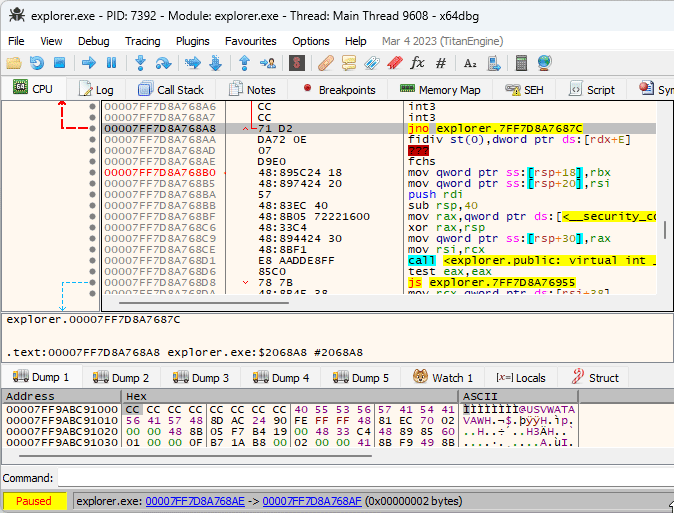 explorer.exe - PID: 7392 - Module: explorer.exe - Thread: Main Thread 9608 - x64dbg
File View Debug Tracing Plugins Favourites Options Help Mar 4 2023 (TitanEngine)
CPU Log Call Stack Notes Breakpoints Memory Map SEH Script Sym
00007FF7D8A768A6 CC int3
00007FF7D8A768A7 CC int3
00007FF7D8A768A8 71 D2 jno explorer.7FF7D8A7687C
00007FF7D8A768AA DA72 0E fidiv st(0),dword ptr ds:[rdx+E]
00007FF7D8A768AD 07 ???
00007FF7D8A768AE D9E0 fchs
00007FF7D8A768B0 48:895C24 18 mov qword ptr ss:[rsp+18],rbx
00007FF7D8A768B5 48:897424 20 mov qword ptr ss:[rsp+20],rsi
00007FF7D8A768BA 57 push rdi
00007FF7D8A768BB 48:83EC 40 sub rsp,40
00007FF7D8A768BF 48:8B05 72221600 mov rax,qword ptr ds:[<__security_co
00007FF7D8A768C6 48:33C4 xor rax,rsp
00007FF7D8A768C9 48:894424 30 mov qword ptr ss:[rsp+30],rax
00007FF7D8A768CE 48:8BF1 mov rsi,rcx
00007FF7D8A768D1 E8 AADDE8FF call <explorer.public: virtual int _
00007FF7D8A768D6 85C0 test eax,eax
00007FF7D8A768D8 78 7B js explorer.7FF7D8A76955
48:8B4E 38 mov rcx,qword ptr ds:[rsi+38]
explorer.00007FF7D8A7687C
.text:00007FF7D8A768A8 explorer.exe:$2068A8 #2068A8
Dump 1 Dump 2 Dump 3 Dump 4 Dump 5 Watch 1 [x=] Locals Struct
Address Hex ASCII
00007FF9ABC91000 CC CC CC CC CC CC CC CC 40 55 53 56 57 41 54 41 ÌÌÌÌÌÌÌÌ@USVWATA
00007FF9ABC91010 56 41 57 48 8D AC 24 90 FE FF FF 48 81 EC 70 02 VAWH.¬$.þÿÿH.ìp.
00007FF9ABC91020 00 00 48 8B 05 F7 B4 19 00 48 33 C4 48 89 85 60 ..H..÷´..H3ÄH..`
00007FF9ABC91030 01 00 00 0F B7 1A B8 00 02 00 00 41 8B F9 49 8B ....·.¸....A.ùI.
Command:
Paused explorer.exe: 00007FF7D8A768AE -> 00007FF7D8A768AF (0x00000002 bytes)